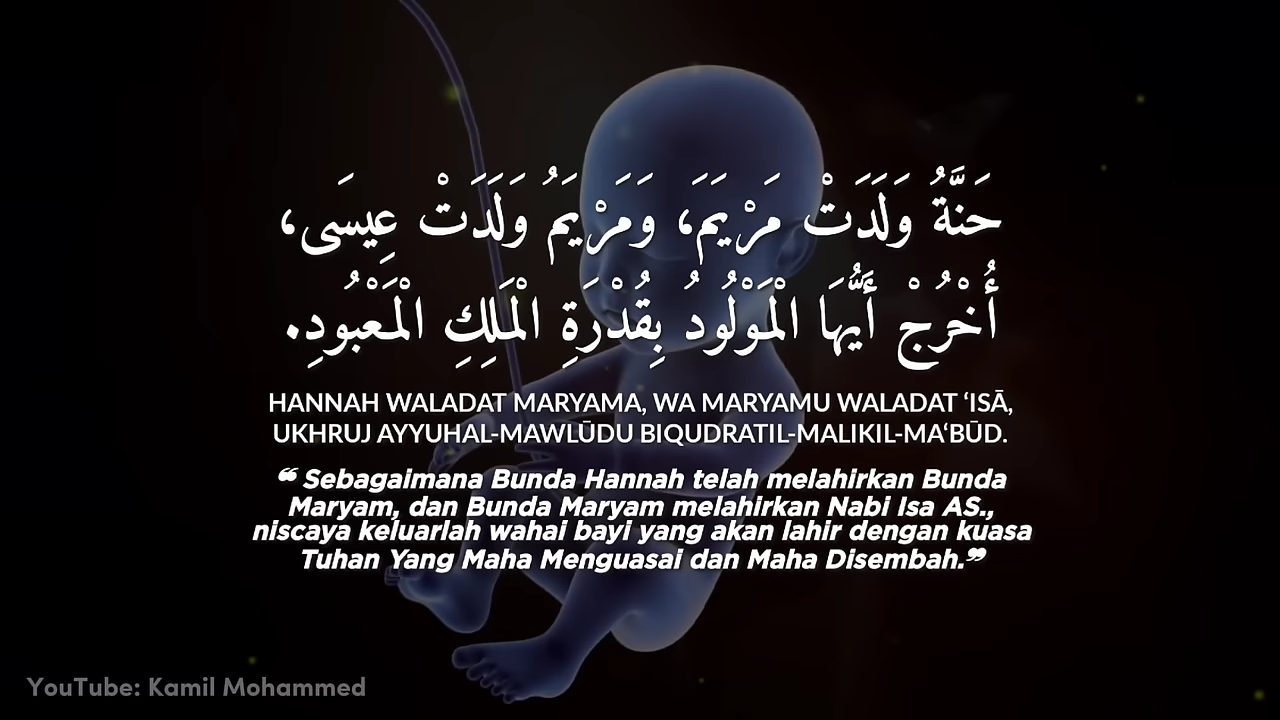 حَنَّةُ وَلَدَتْ مَرْيَمَ، وَمَرْيَمُ وَلَدَتْ عِيسَى،
أُخْرُجْ أَيُّهَا الْمَوْلُودُ بِقُدْرَةِ الْمَلِكِ الْمَعْبُودِ.
HANNAH WALADAT MARYAMA, WA MARYAMU WALADAT ‘ISĀ,
UKHRUJ AYYUHAL-MAWLŪDU BIQUDRATIL-MALIKIL-MA‘BŪD.
❝ Sebagaimana Bunda Hannah telah melahirkan Bunda
Maryam, dan Bunda Maryam melahirkan Nabi Isa AS.,
niscaya keluarlah wahai bayi yang akan lahir dengan kuasa
Tuhan Yang Maha Menguasai dan Maha Disembah.❞
YouTube: Kamil Mohammed